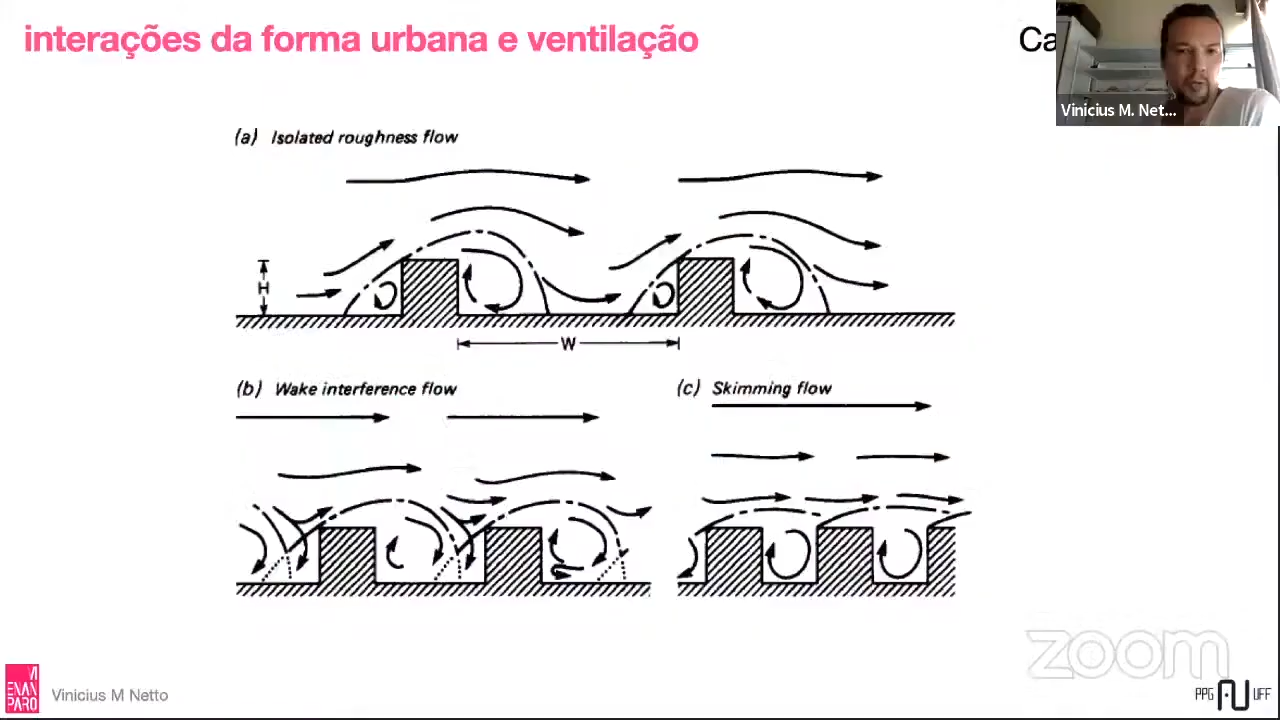 interações da forma urbana e ventilação
Ca
Vinicius M. Net...
(a) Isolated roughness flow
H
W
(b) Wake interference flow
(c) Skimming flow
zoom
Vinicius M Netto
PPG AU UFF